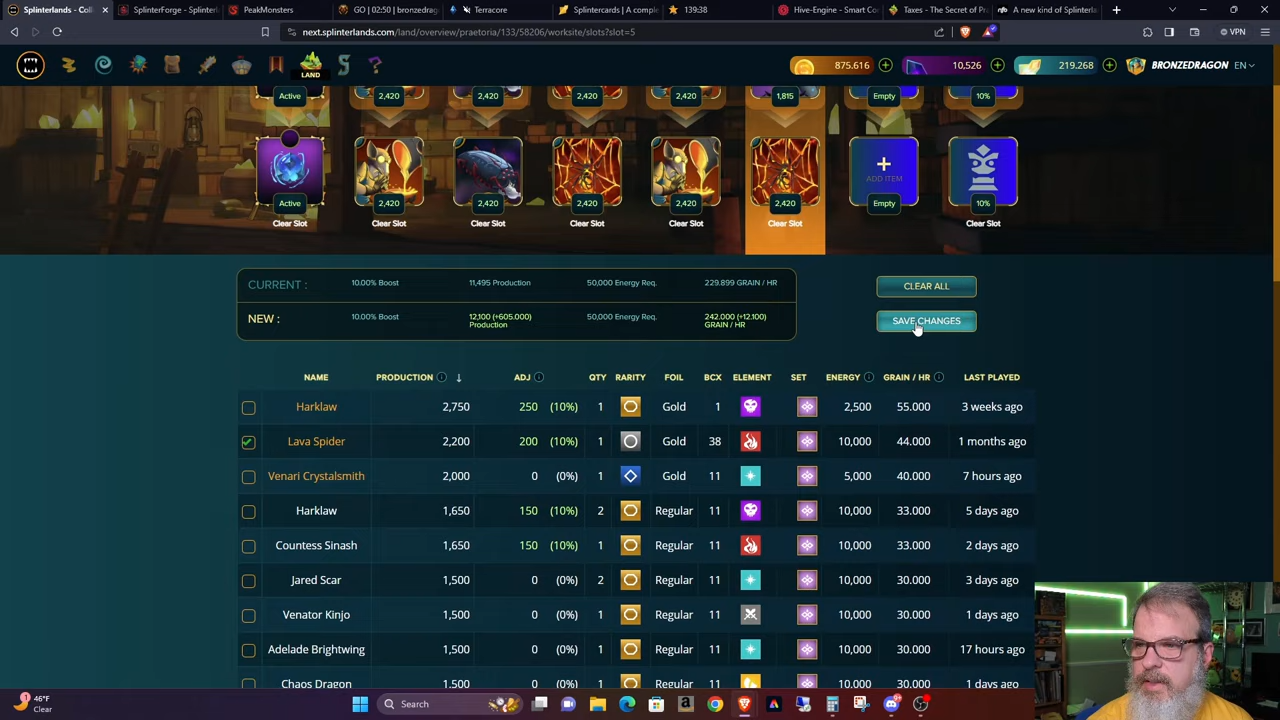 Splinterlands - Coll
SplinterForge - Splinterl
PeakMonsters
GO | 02:50 | bronzedrag
Terracore
Splintercards | A comple
139:38
Hive-Engine - Smart Co
Taxes - The Secret of Pr
A new kind of Splinterla
next.splinterlands.com/land/overview/praetoria/133/58206/worksite/slots?slot=5
VPN
LAND
875.616
10,526
219.268
BRONZEDRAGON
EN
Active
2,420
2,420
2,420
2,420
1,815
Empty
10%
ADD ITEM
Active
2,420
2,420
2,420
2,420
2,420
Empty
10%
Clear Slot
Clear Slot
Clear Slot
Clear Slot
Clear Slot
Clear Slot
Clear Slot
CURRENT :
10.00% Boost
11,495 Production
50,000 Energy Req.
229.899 GRAIN / HR
CLEAR ALL
NEW :
10.00% Boost
12,100 (+605.000)
Production
50,000 Energy Req.
242.000 (+12.100)
GRAIN / HR
SAVE CHANGES
NAME PRODUCTION ADJ QTY RARITY FOIL BCX ELEMENT SET ENERGY GRAIN / HR LAST PLAYED
Harklaw 2,750 250 (10%) 1 Gold 1 2,500 55.000 3 weeks ago
Lava Spider 2,200 200 (10%) 1 Gold 38 10,000 44.000 1 months ago
Venari Crystalsmith 2,000 0 (0%) 1 Gold 11 5,000 40.000 7 hours ago
Harklaw 1,650 150 (10%) 2 Regular 11 10,000 33.000 5 days ago
Countess Sinash 1,650 150 (10%) 1 Regular 11 10,000 33.000 2 days ago
Jared Scar 1,500 0 (0%) 2 Regular 11 10,000 30.000 3 days ago
Venator Kinjo 1,500 0 (0%) 1 Regular 11 10,000 30.000 1 days ago
Adelade Brightwing 1,500 0 (0%) 1 Regular 11 10,000 30.000 17 hours ago
Chaos Dragon 1,500 0 (0%) 1 Regular 11 10,000 30.000 1 days ago
46°F
Clear
Search